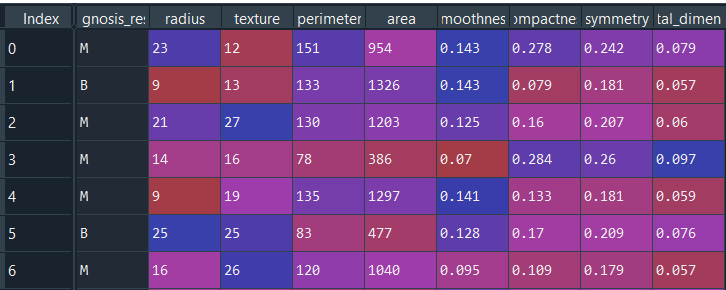 Index gnosis_res radius texture perimeter area moothnes ompactne symmetry tal_dimen
0 M 23 12 151 954 0.143 0.278 0.242 0.079
1 B 9 13 133 1326 0.143 0.079 0.181 0.057
2 M 21 27 130 1203 0.125 0.16 0.207 0.06
3 M 14 16 78 386 0.07 0.284 0.26 0.097
4 M 9 19 135 1297 0.141 0.133 0.181 0.059
5 B 25 25 83 477 0.128 0.17 0.209 0.076
6 M 16 26 120 1040 0.095 0.109 0.179 0.057